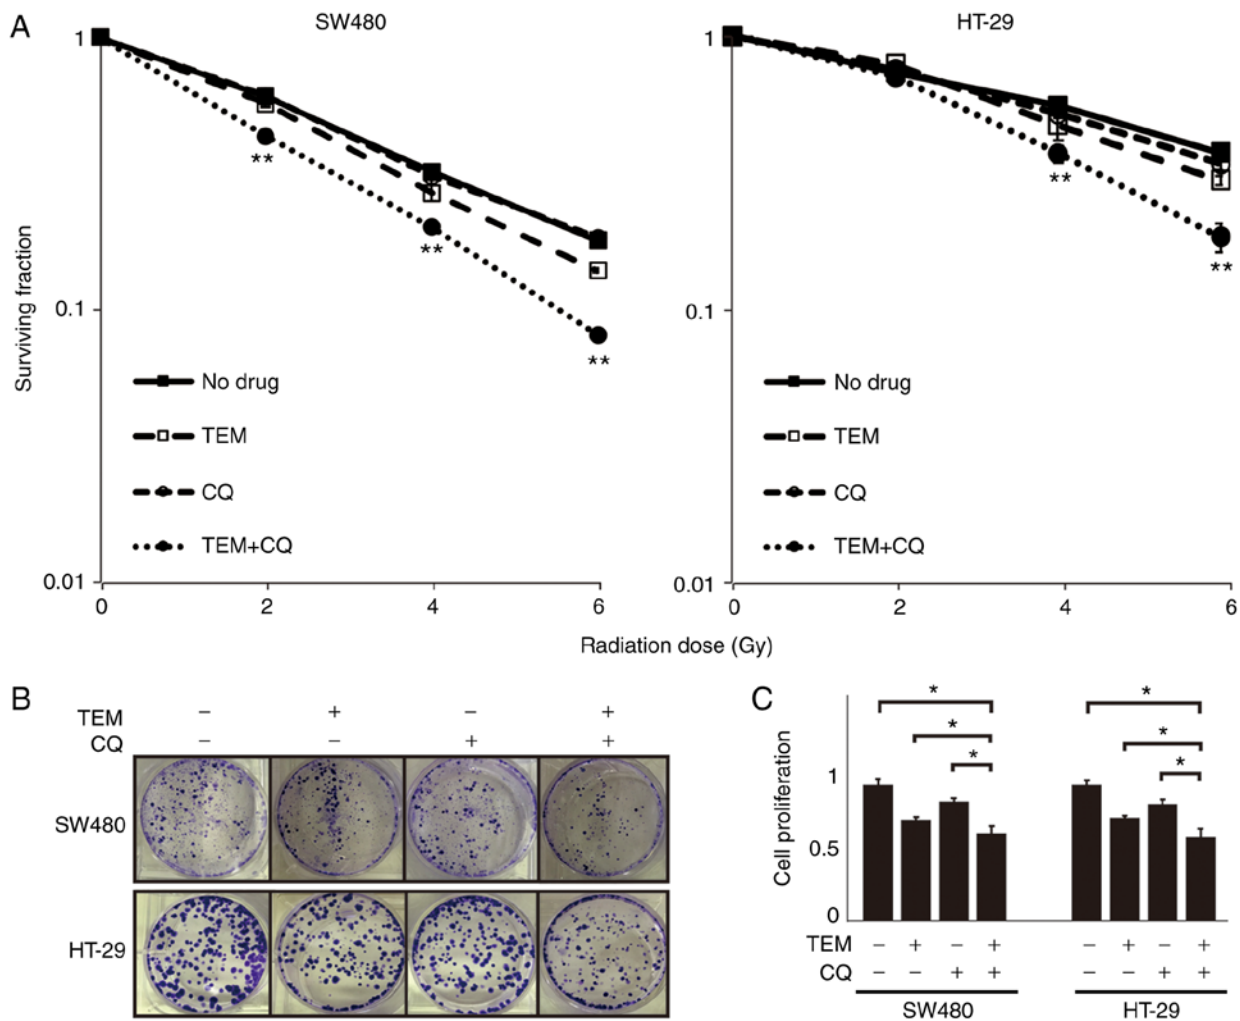 A
SW480
HT-29
1
0.1
0.01
0 2 4 6
Surviving fraction
**
**
**
No drug
TEM
CQ
TEM+CQ
1
0.1
0.01
0 2 4 6
**
**
No drug
TEM
CQ
TEM+CQ
Radiation dose (Gy)
B
TEM − + − +
CQ − − + +
SW480
HT-29
C
Cell proliferation
1
0.5
0
* * *
* * *
TEM − + − + − + − +
CQ − − + + − − + +
SW480 HT-29